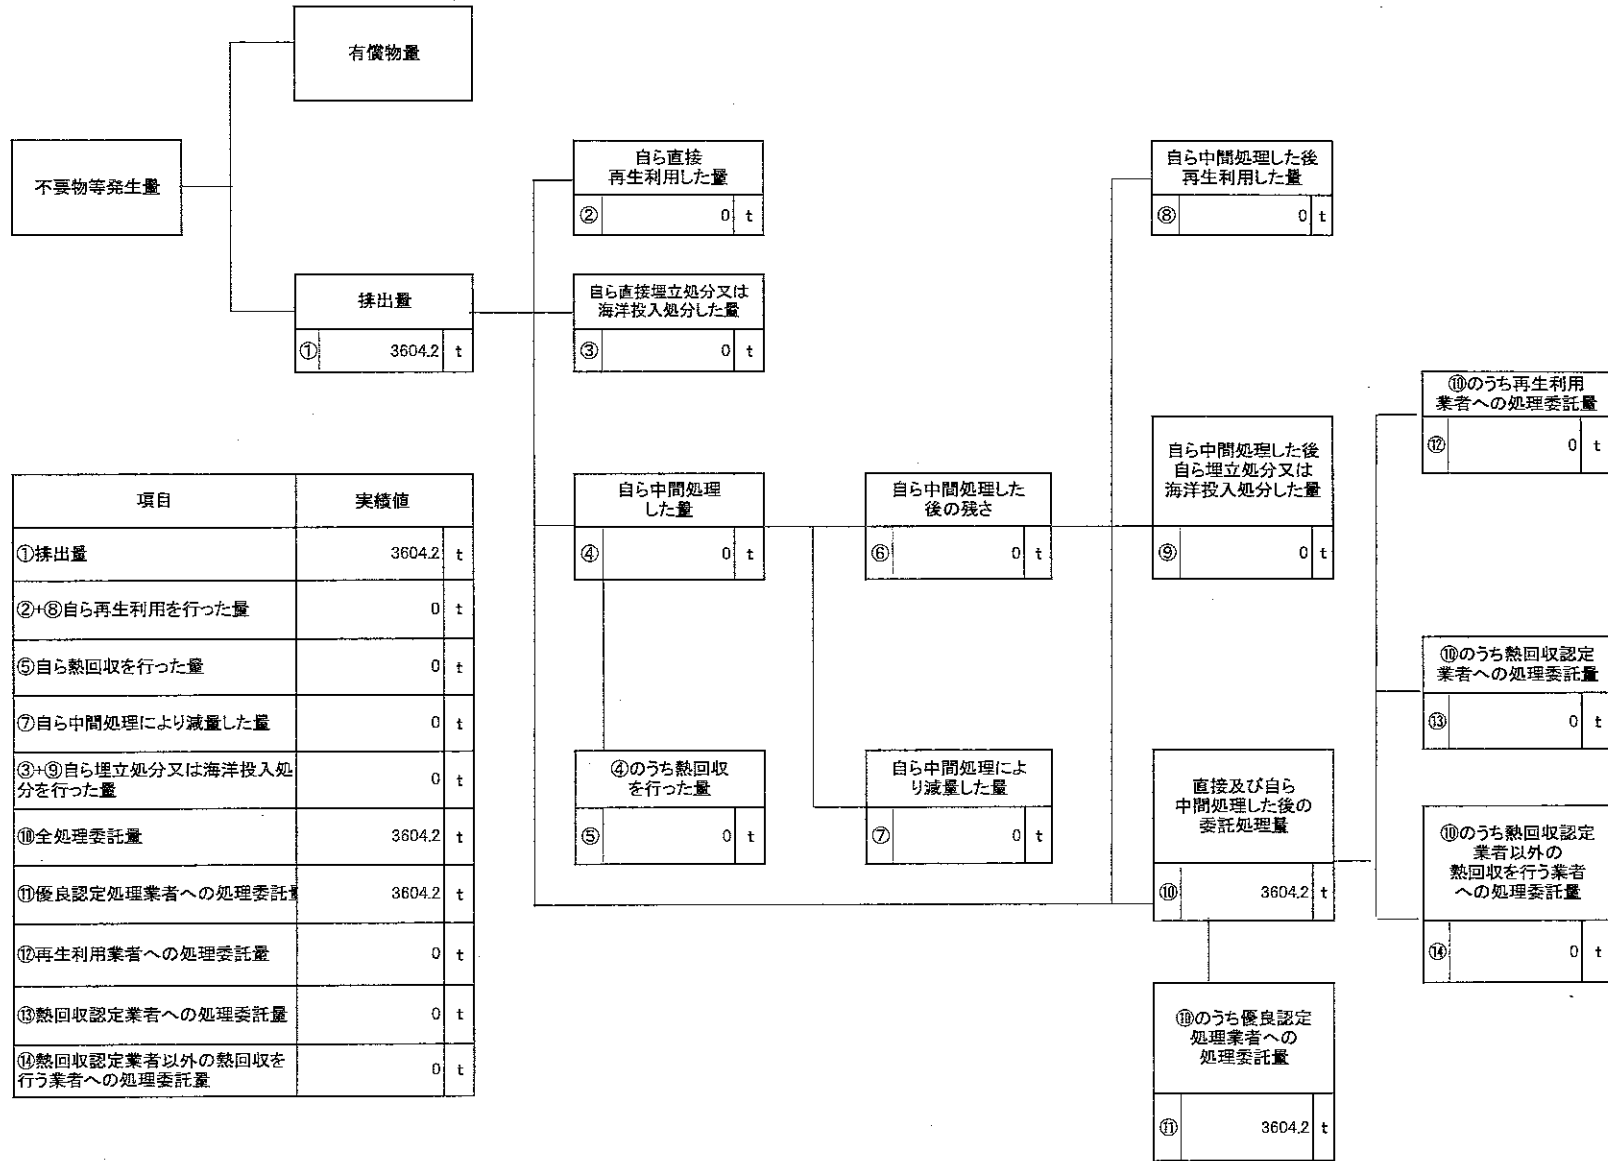 有償物量
不要物等発生量
排出量
① 3604.2 t
自ら直接
再生利用した量
② 0 t
自ら直接埋立処分又は
海洋投入処分した量
③ 0 t
自ら中間処理
した量
④ 0 t
④のうち熱回収
を行った量
⑤ 0 t
自ら中間処理した
後の残さ
⑥ 0 t
自ら中間処理によ
り減量した量
⑦ 0 t
自ら中間処理した後
再生利用した量
⑧ 0 t
自ら中間処理した後
自ら埋立処分又は
海洋投入処分した量
⑨ 0 t
直接及び自ら
中間処理した後の
委託処理量
⑩ 3604.2 t
⑩のうち優良認定
処理業者への
処理委託量
⑪ 3604.2 t
⑩のうち再生利用
業者への処理委託量
⑫ 0 t
⑩のうち熱回収認定
業者への処理委託量
⑬ 0 t
⑩のうち熱回収認定
業者以外の
熱回収を行う業者
への処理委託量
⑭ 0 t
項目 実績値
①排出量 3604.2 t
②+⑧自ら再生利用を行った量 0 t
⑤自ら熱回収を行った量 0 t
⑦自ら中間処理により減量した量 0 t
③+⑨自ら埋立処分又は海洋投入処
分を行った量 0 t
⑩全処理委託量 3604.2 t
⑪優良認定処理業者への処理委託量 3604.2 t
⑫再生利用業者への処理委託量 0 t
⑬熱回収認定業者への処理委託量 0 t
⑭熱回収認定業者以外の熱回収を
行う業者への処理委託量 0 t